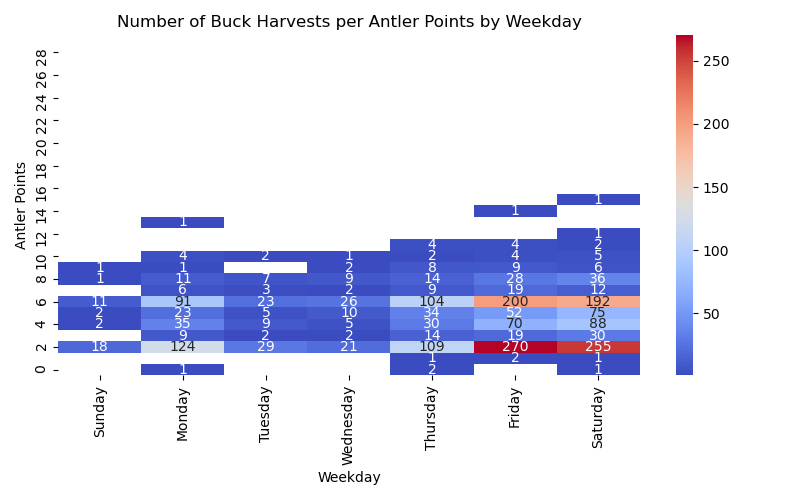 Number of Buck Harvests per Antler Points by Weekday
28
26
24
22
20
18
16 1
14 1
1
12 1
4 4 2
10 4 2 1 2 4 5
1 1 2 8 9 6
8 1 11 7 9 14 28 36
6 3 2 9 19 12
6 11 91 23 26 104 200 192
2 23 5 10 34 52 75
4 2 35 9 5 30 70 88
9 2 2 14 19 30
2 18 124 29 21 109 270 255
1 2 1
0 1 2 1
Antler Points
Sunday Monday Tuesday Wednesday Thursday Friday Saturday
Weekday
250
200
150
100
50